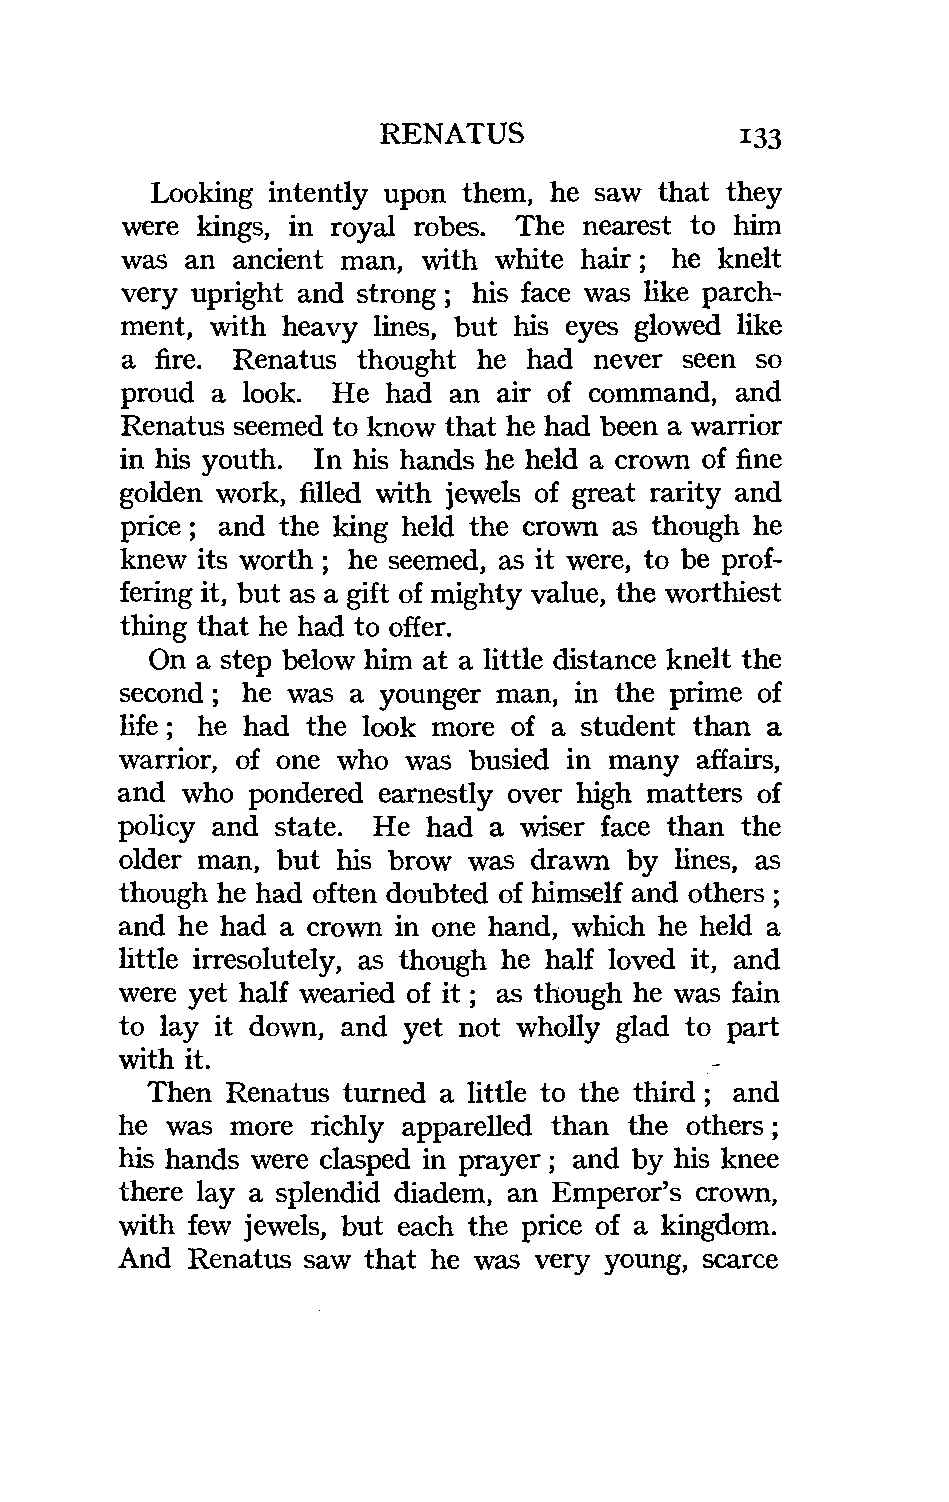 RENATUS 133
Looking intently upon them, he saw that they
were kings, in royal robes. The nearest to him
was an ancient man, with white hair ; he knelt
very upright and strong ; his face was like parch-
ment, with heavy lines, but his eyes glowed like
a fire. Renatus thought he had never seen so
proud a look. He had an air of command, and
Renatus seemed to know that he had been a warrior
in his youth. In his hands he held a crown of fine
golden work, filled with jewels of great rarity and
price ; and the king held the crown as though he
knew its worth ; he seemed, as it were, to be prof-
fering it, but as a gift of mighty value, the worthiest
thing that he had to offer.
On a step below him at a little distance knelt the
second ; he was a younger man, in the prime of
life ; he had the look more of a student than a
warrior, of one who was busied in many affairs,
and who pondered earnestly over high matters of
policy and state. He had a wiser face than the
older man, but his brow was drawn by lines, as
though he had often doubted of himself and others ;
and he had a crown in one hand, which he held a
little irresolutely, as though he half loved it, and
were yet half wearied of it ; as though he was fain
to lay it down, and yet not wholly glad to part
with it.
Then Renatus turned a little to the third ; and
he was more richly apparelled than the others ;
his hands were clasped in prayer ; and by his knee
there lay a splendid diadem, an Emperor's crown,
with few jewels, but each the price of a kingdom.
And Renatus saw that he was very young, scarce